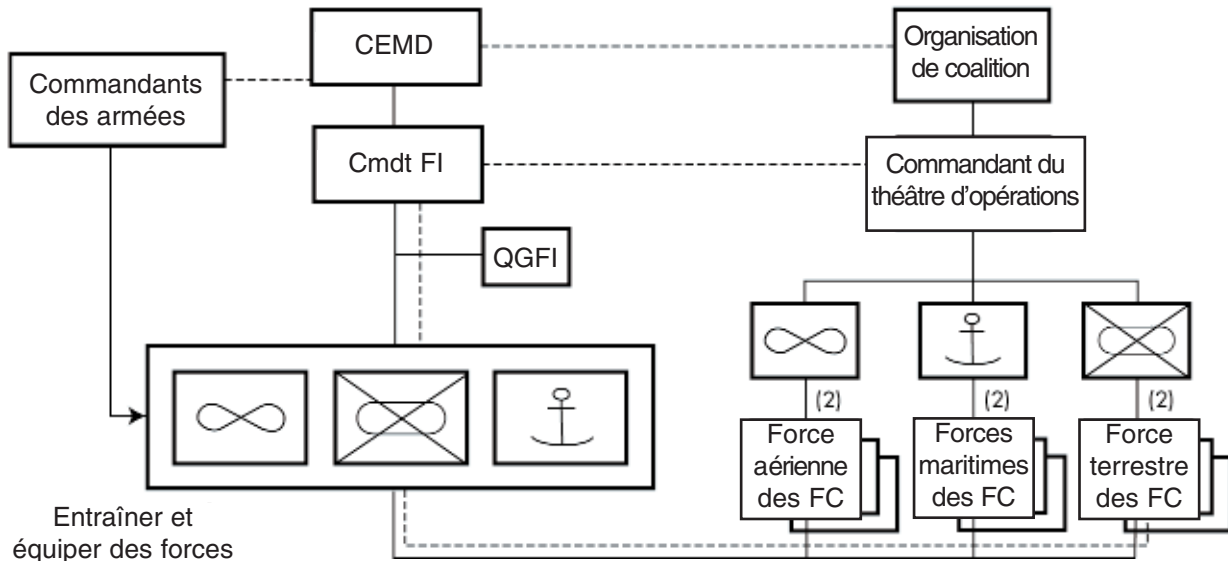 CEMD
Organisation
de coalition
Commandants
des armées
Cmdt FI
Commandant du
théâtre d’opérations
QGFI
(2)
(2)
(2)
Force
aérienne
des FC
Forces
maritimes
des FC
Force
terrestre
des FC
Entraîner et
équiper des forces